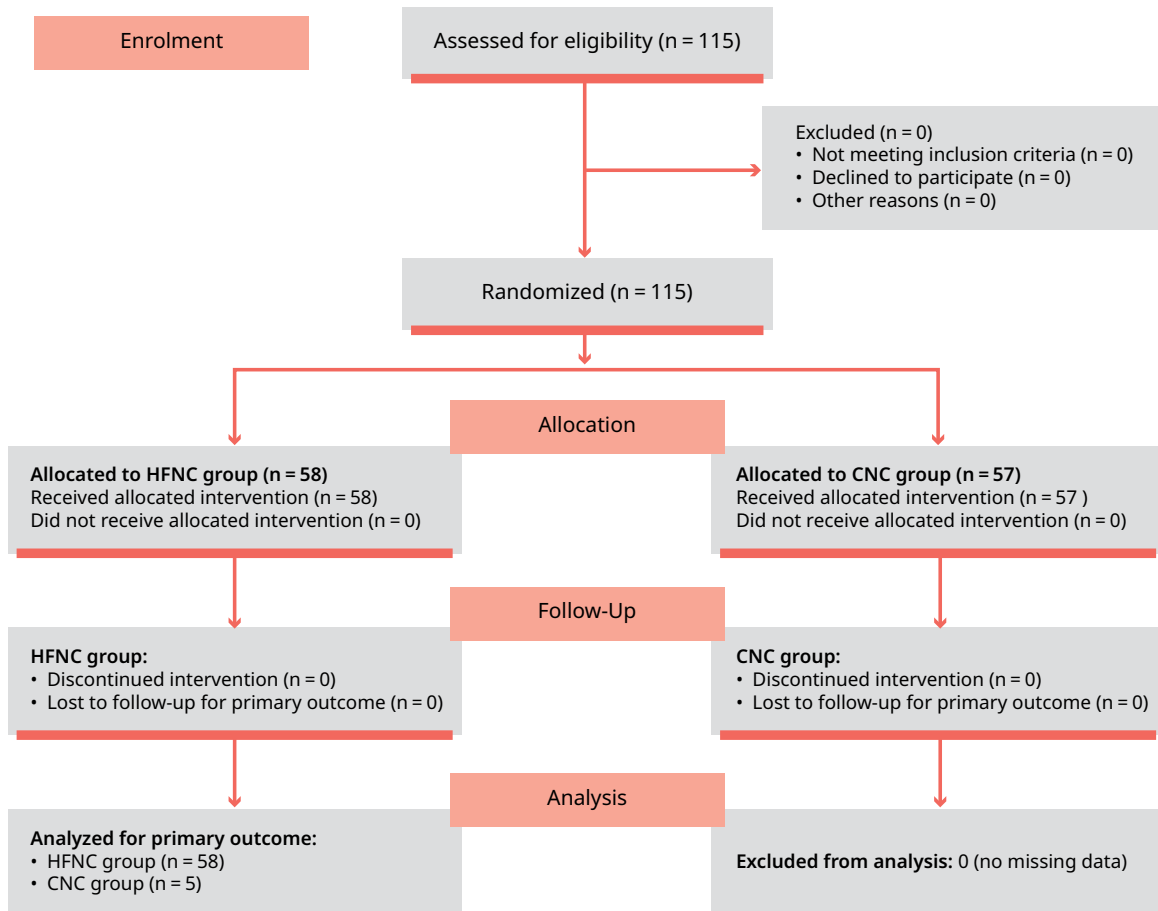 Enrolment
Assessed for eligibility (n = 115)
Excluded (n = 0)
• Not meeting inclusion criteria (n = 0)
• Declined to participate (n = 0)
• Other reasons (n = 0)
Randomized (n = 115)
Allocation
Allocated to HFNC group (n = 58)
Received allocated intervention (n = 58)
Did not receive allocated intervention (n = 0)
Allocated to CNC group (n = 57)
Received allocated intervention (n = 57 )
Did not receive allocated intervention (n = 0)
Follow-Up
HFNC group:
• Discontinued intervention (n = 0)
• Lost to follow-up for primary outcome (n = 0)
CNC group:
• Discontinued intervention (n = 0)
• Lost to follow-up for primary outcome (n = 0)
Analysis
Analyzed for primary outcome:
• HFNC group (n = 58)
• CNC group (n = 5)
Excluded from analysis: 0 (no missing data)